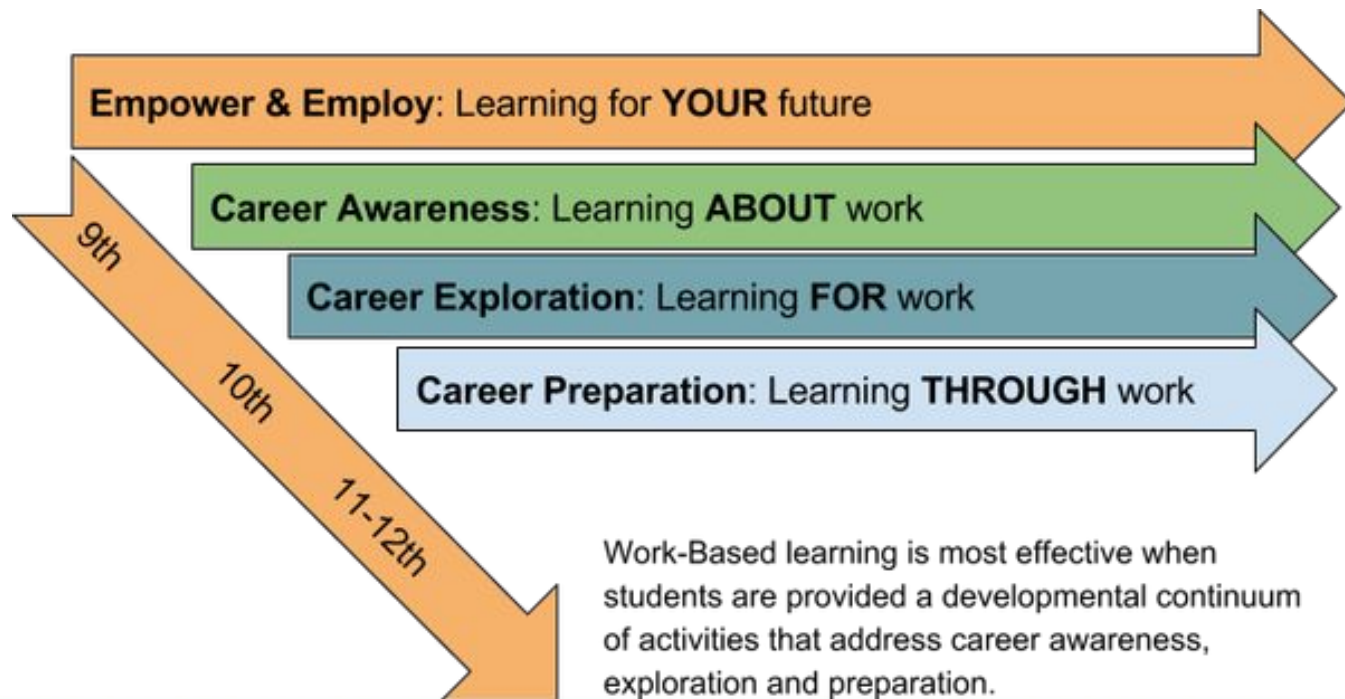 Empower & Employ: Learning for YOUR future
Career Awareness: Learning ABOUT work
Career Exploration: Learning FOR work
Career Preparation: Learning THROUGH work
9th
10th
11-12th
Work-Based learning is most effective when
students are provided a developmental continuum
of activities that address career awareness,
exploration and preparation.